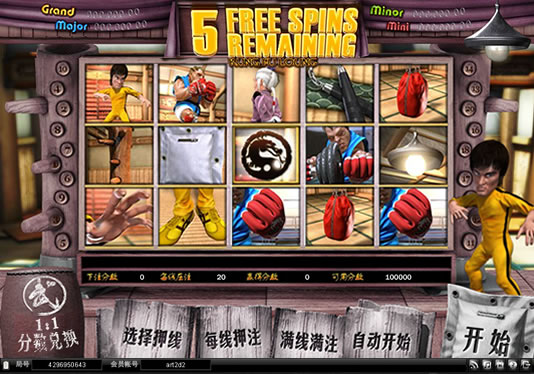 Grand
Major
5 FREE SPINS
REMAINING
Minor
Mini
下注分数 0 每线压注 20 赢得分数 0 可用分数 100000
武
1:1
分数兑换
选择押线
每线押注
满线满注
自动开始
开始
局号 4296950643 会员帐号 art2d2